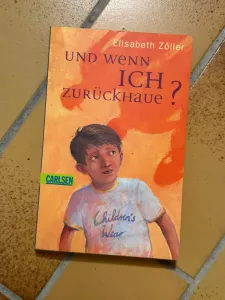 Elisabeth Zöller
UND WENN
ICH
ZURÜCKHAUE?
CARLSEN
Children's
Wear